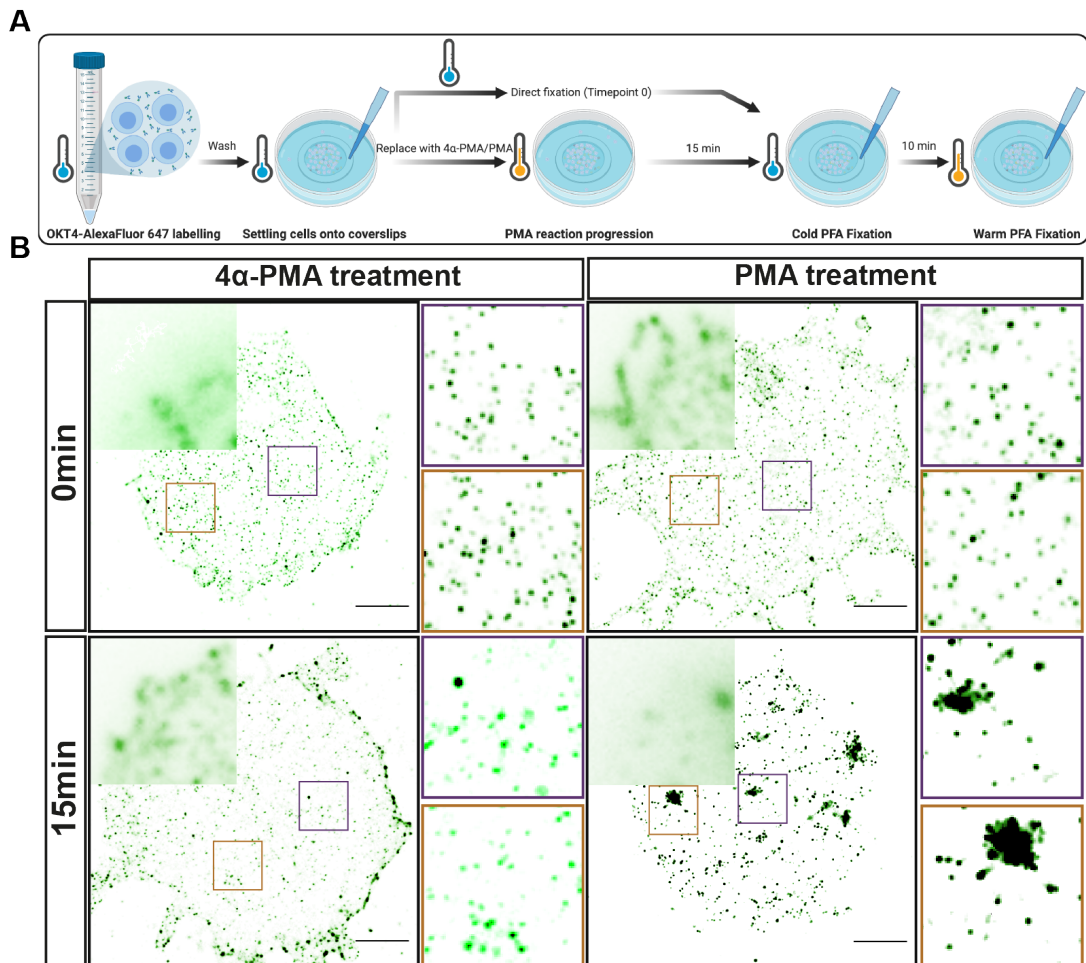 A
Direct fixation (Timepoint 0)
Wash
Replace with 4α-PMA/PMA
15 min
10 min
OKT4-AlexaFluor 647 labelling
Settling cells onto coverslips
PMA reaction progression
Cold PFA Fixation
Warm PFA Fixation
B
4α-PMA treatment
PMA treatment
0min
15min